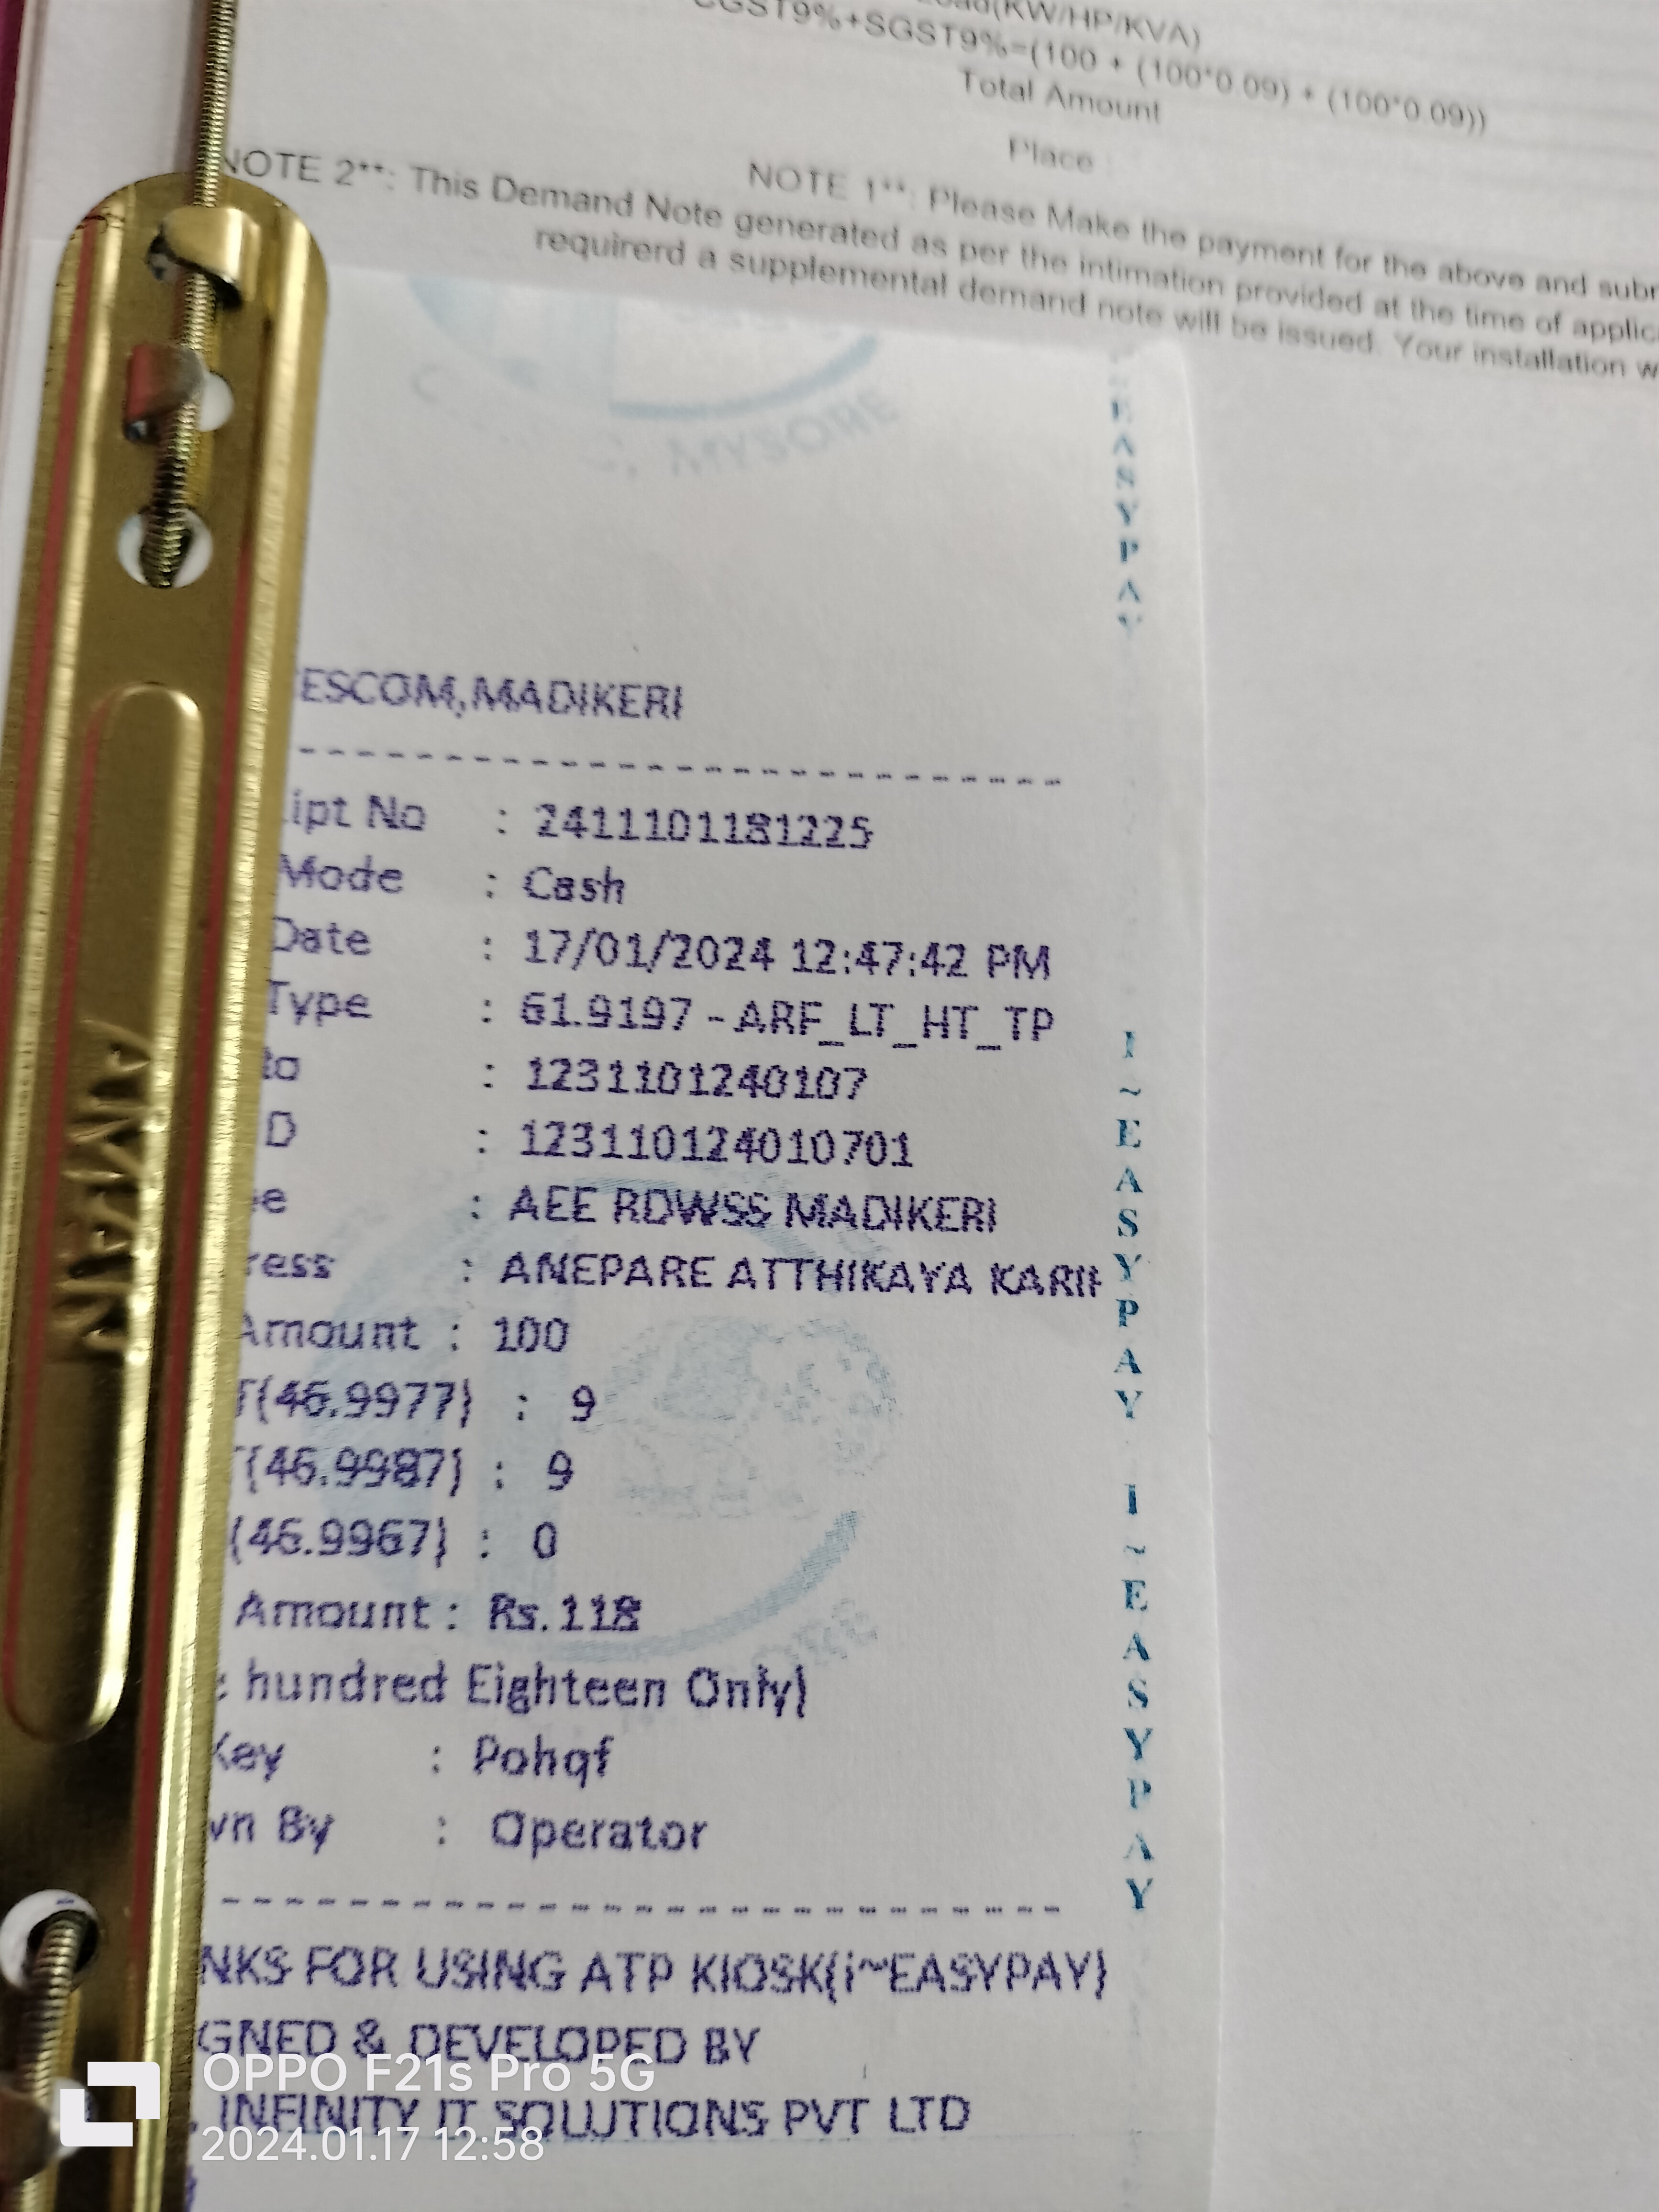 Load(KW/HP/KVA)
CGST9%+SGST9%=(100 + (100*0.09) + (100*0.09))
Total Amount
Place :
NOTE 1**: Please Make the payment for the above and
NOTE 2**: This Demand Note generated as per the intimation provided at the time of
requirerd a supplemental demand note will be issued. Your installation
MYSORE
EASYPAY
ESCOM,MADIKERI
ipt No : 2411101181225
Mode : Cash
Date : 17/01/2024 12:47:42 PM
Type : 61.9197 - ARF_LT_HT_TP
to : 1231101240107
D : 123110124010701
ee : AEE RDWSS MADIKERI
ress : ANEPARE ATTHIKAYA
Amount : 100
T(46.9977) : 9
T(46.9987) : 9
(46.9967) : 0
Amount : Rs.118
hundred Eighteen Only)
Key : Pohqf
wn By : Operator
NKS FOR USING ATP KIOSK(i~EASYPAY)
GNED & DEVELOPED BY
INFINITY IT SOLUTIONS PVT LTD
I~EASYPAY I~EASYPAY
AIMFAN
OPPO F21s Pro 5G
2024.01.17 12:58